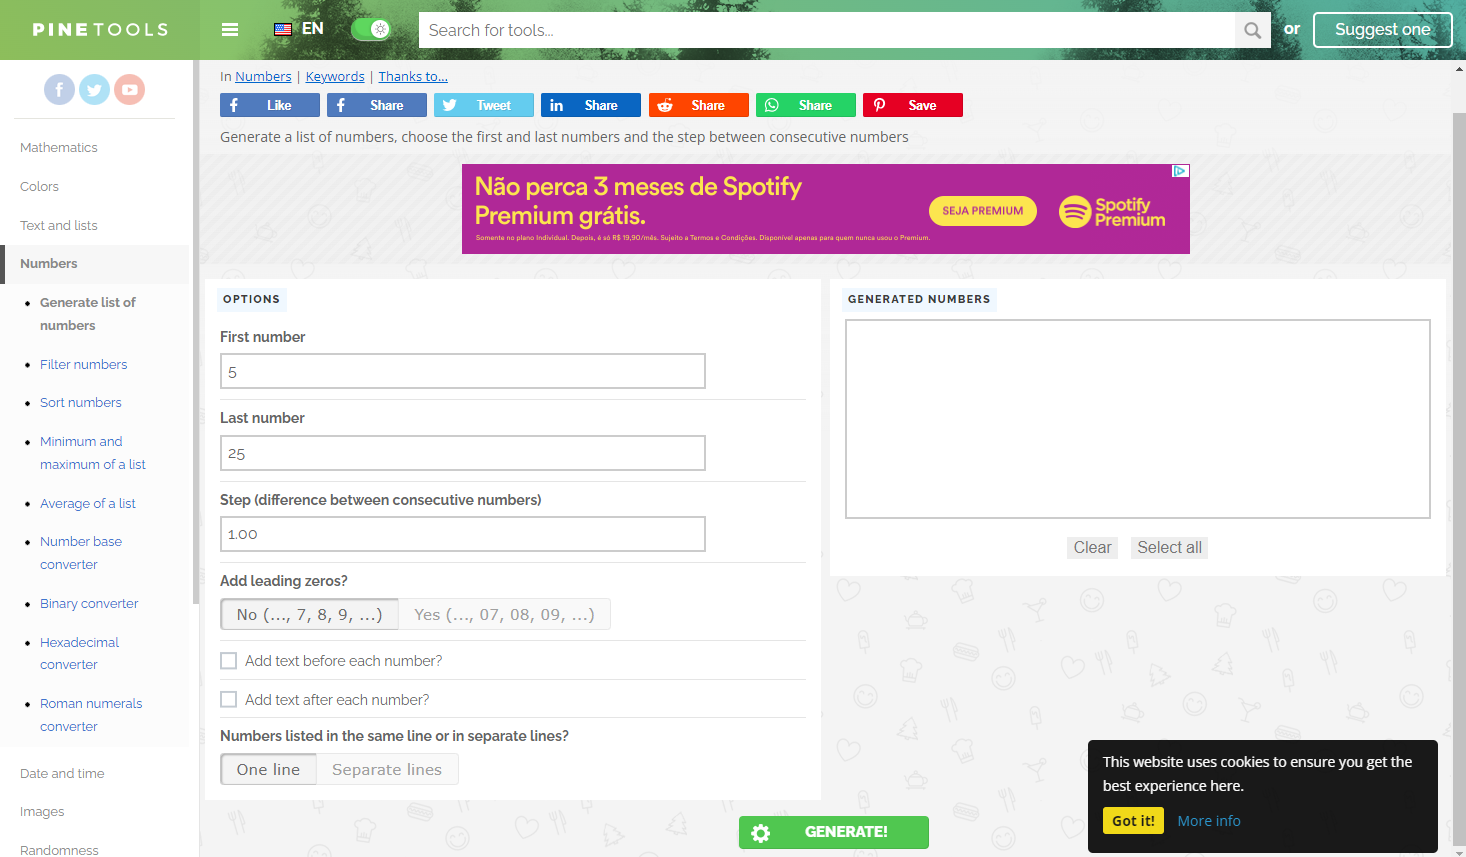 PINETOOLS
EN
Search for tools...
or
Suggest one
Mathematics
Colors
Text and lists
Numbers
Generate list of
numbers
Filter numbers
Sort numbers
Minimum and
maximum of a list
Average of a list
Number base
converter
Binary converter
Hexadecimal
converter
Roman numerals
converter
Date and time
Images
Randomness
In Numbers | Keywords | Thanks to...
Like
Share
Tweet
Share
Share
Share
Save
Generate a list of numbers, choose the first and last numbers and the step between consecutive numbers
Não perca 3 meses de Spotify
Premium grátis.
Somente no plano Individual. Depois, é só R$ 19,90/mês. Sujeito a Termos e Condições. Disponível apenas para quem nunca usou o Premium.
SEJA PREMIUM
Spotify
Premium
OPTIONS
First number
5
Last number
25
Step (difference between consecutive numbers)
1.00
Add leading zeros?
No (..., 7, 8, 9, ...)
Yes (..., 07, 08, 09, ...)
Add text before each number?
Add text after each number?
Numbers listed in the same line or in separate lines?
One line
Separate lines
GENERATED NUMBERS
Clear
Select all
GENERATE!
This website uses cookies to ensure you get the
best experience here.
Got it!
More info